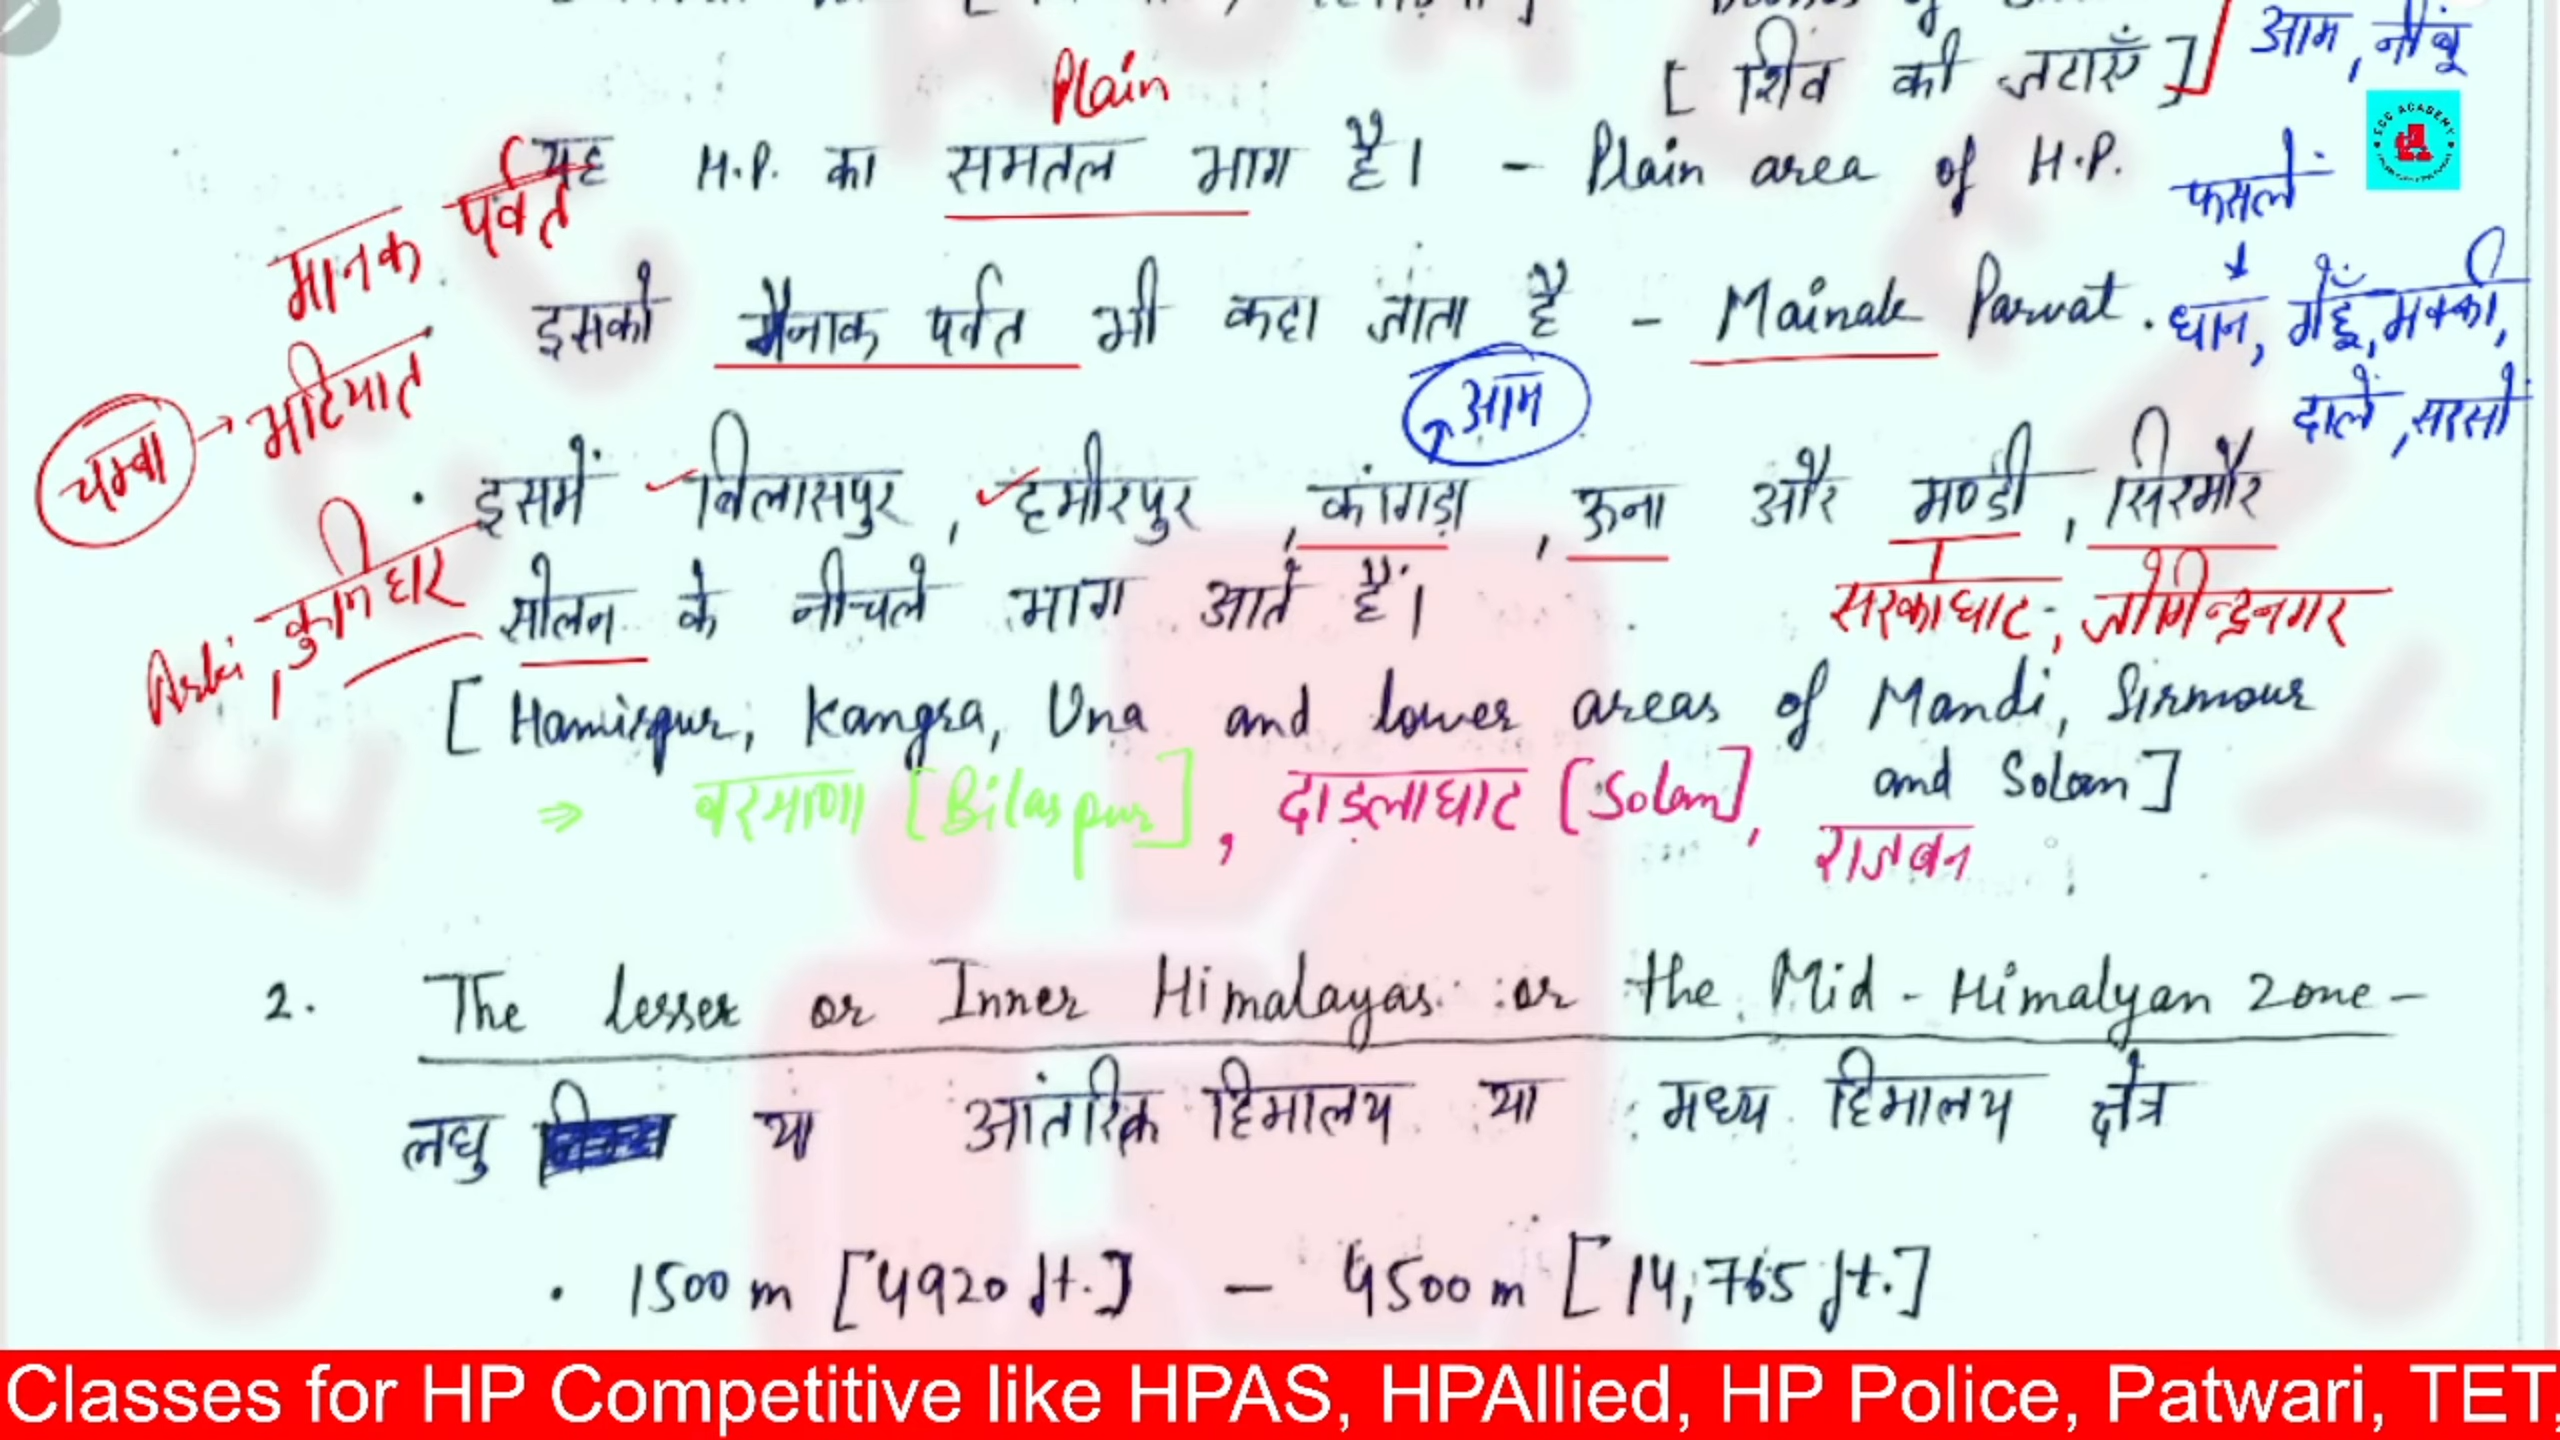 [ शिव की जटाएँ ]
आम, नींबू
Plain
यह H.P. का समतल भाग है। - Plain area of H.P.
फसलें
मानक पर्वत
इसको मैनाक पर्वत भी कहा जाता है - Mainak Parvat.
धान, गेहूँ, मक्की,
दालें, सरसों
चम्बा → भटियात
आम
• इसमें बिलासपुर, हमीरपुर, कांगड़ा, ऊना और मण्डी, सिरमौर
सोलन के नीचले भाग आते हैं।
सरकाघाट, जोगिन्द्रनगर
Arki, कुनिहार
[ Hamirpur, Kangra, Una and lower areas of Mandi, Sirmour
and Solan ]
⇒ बरमाणा [Bilaspur], दाड़लाघाट [Solan],
राजबन
2. The lesser or Inner Himalayas or the Mid-Himalyan zone -
लघु या आंतरिक हिमालय या मध्य हिमालय क्षेत्र
• 1500 m [4920 ft.] - 4500 m [14,765 ft.]
Classes for HP Competitive like HPAS, HPAllied, HP Police, Patwari, TET,